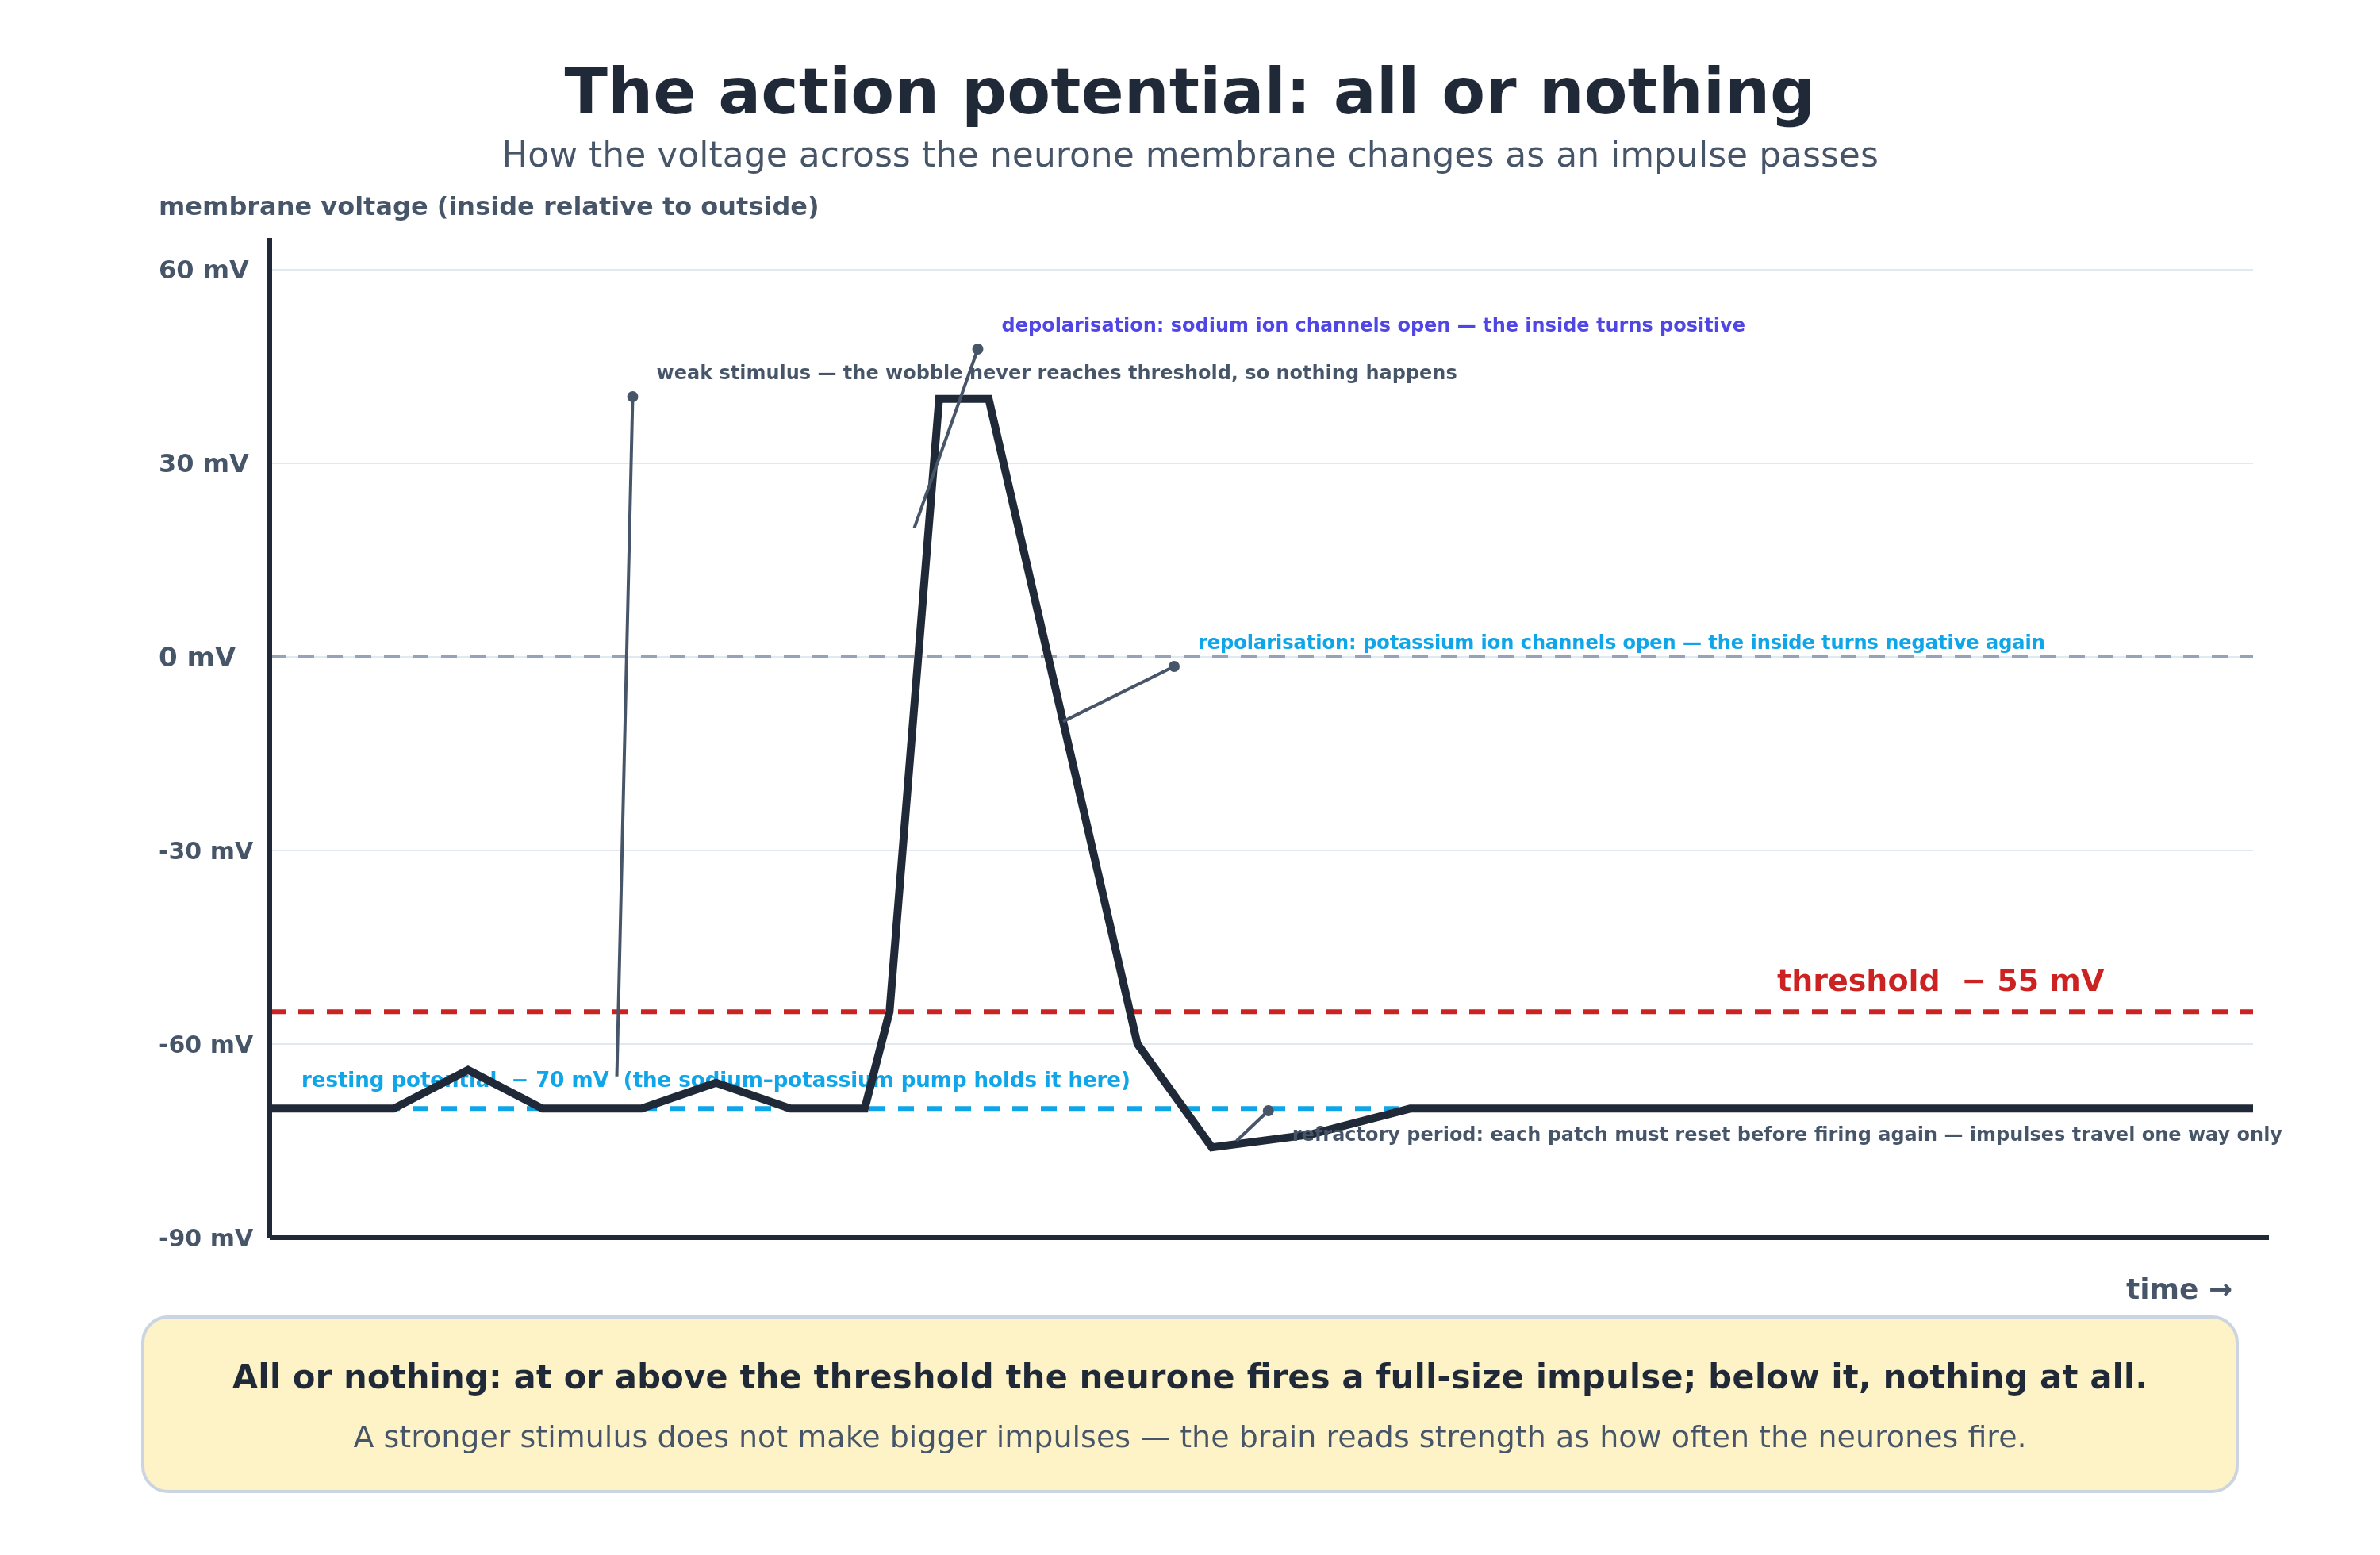 The action potential: all or nothing
How the voltage across the neurone membrane changes as an impulse passes
membrane voltage (inside relative to outside)
60 mV
depolarisation: sodium ion channels open — the inside turns positive
weak stimulus — the wobble never reaches threshold, so nothing happens
30 mV
repolarisation: potassium ion channels open — the inside turns negative again
0 mV
-30 mV
threshold − 55 mV
-60 mV
resting potential − 70 mV (the sodium–potassium pump holds it here)
refractory period: each patch must reset before firing again — impulses travel one way only
-90 mV
time →
All or nothing: at or above the threshold the neurone fires a full-size impulse; below it, nothing at all.
A stronger stimulus does not make bigger impulses — the brain reads strength as how often the neurones fire.